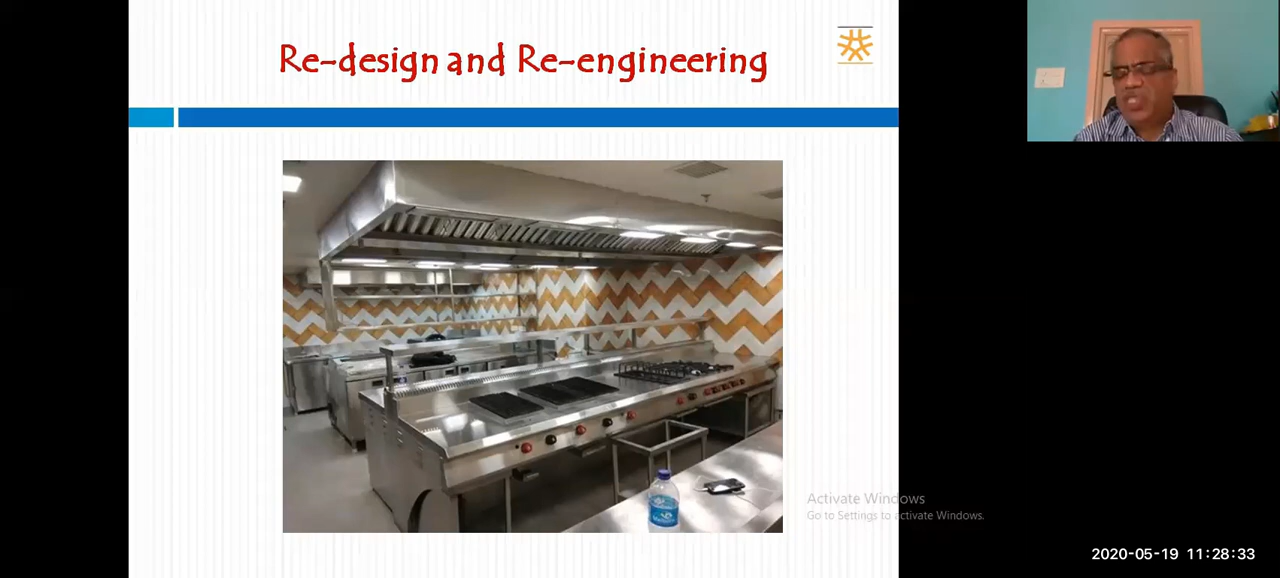 Re-design and Re-engineering
Activate Windows
Go to Settings to activate Windows.
2020-05-19 11:28:33